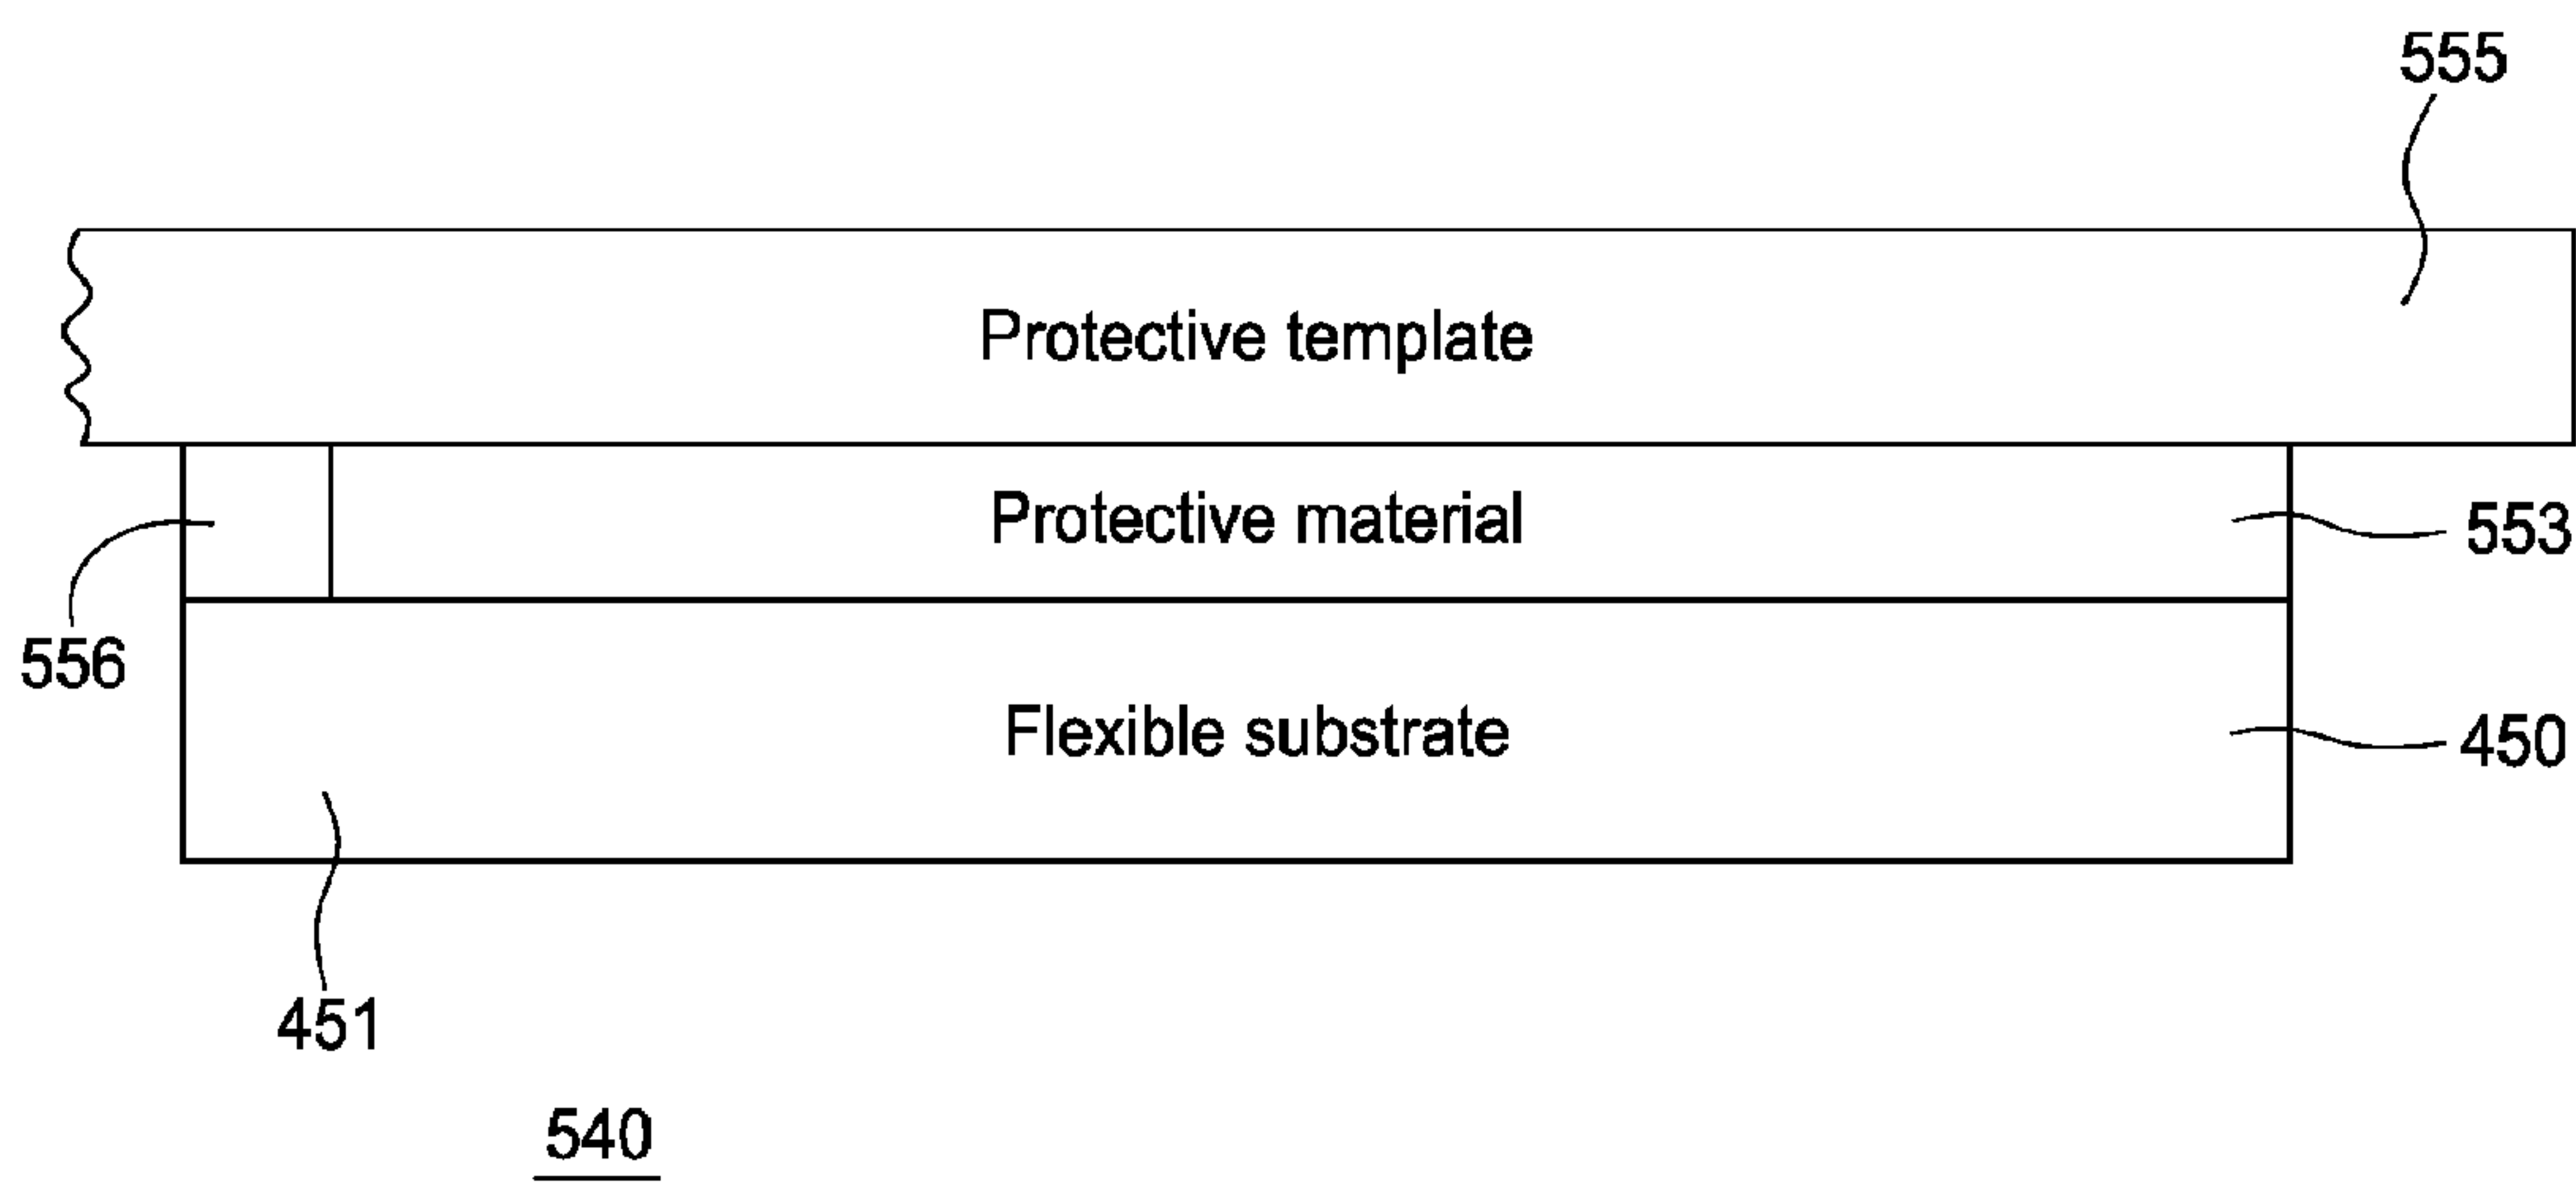 555
Protective template
Protective material
553
556
Flexible substrate
450
451
540